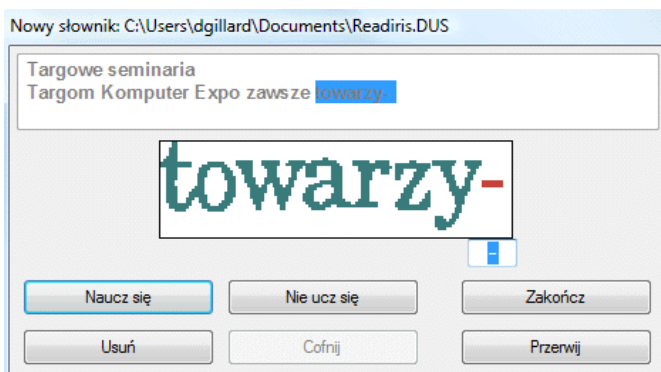 Nowy słownik: C:\Users\dgillard\Documents\Readiris.DUS
Targowe seminaria
Targom Komputer Expo zawsze towarzy-
towarzy-
-
Naucz się Nie ucz się Zakończ
Usuń Cofnij Przerwij